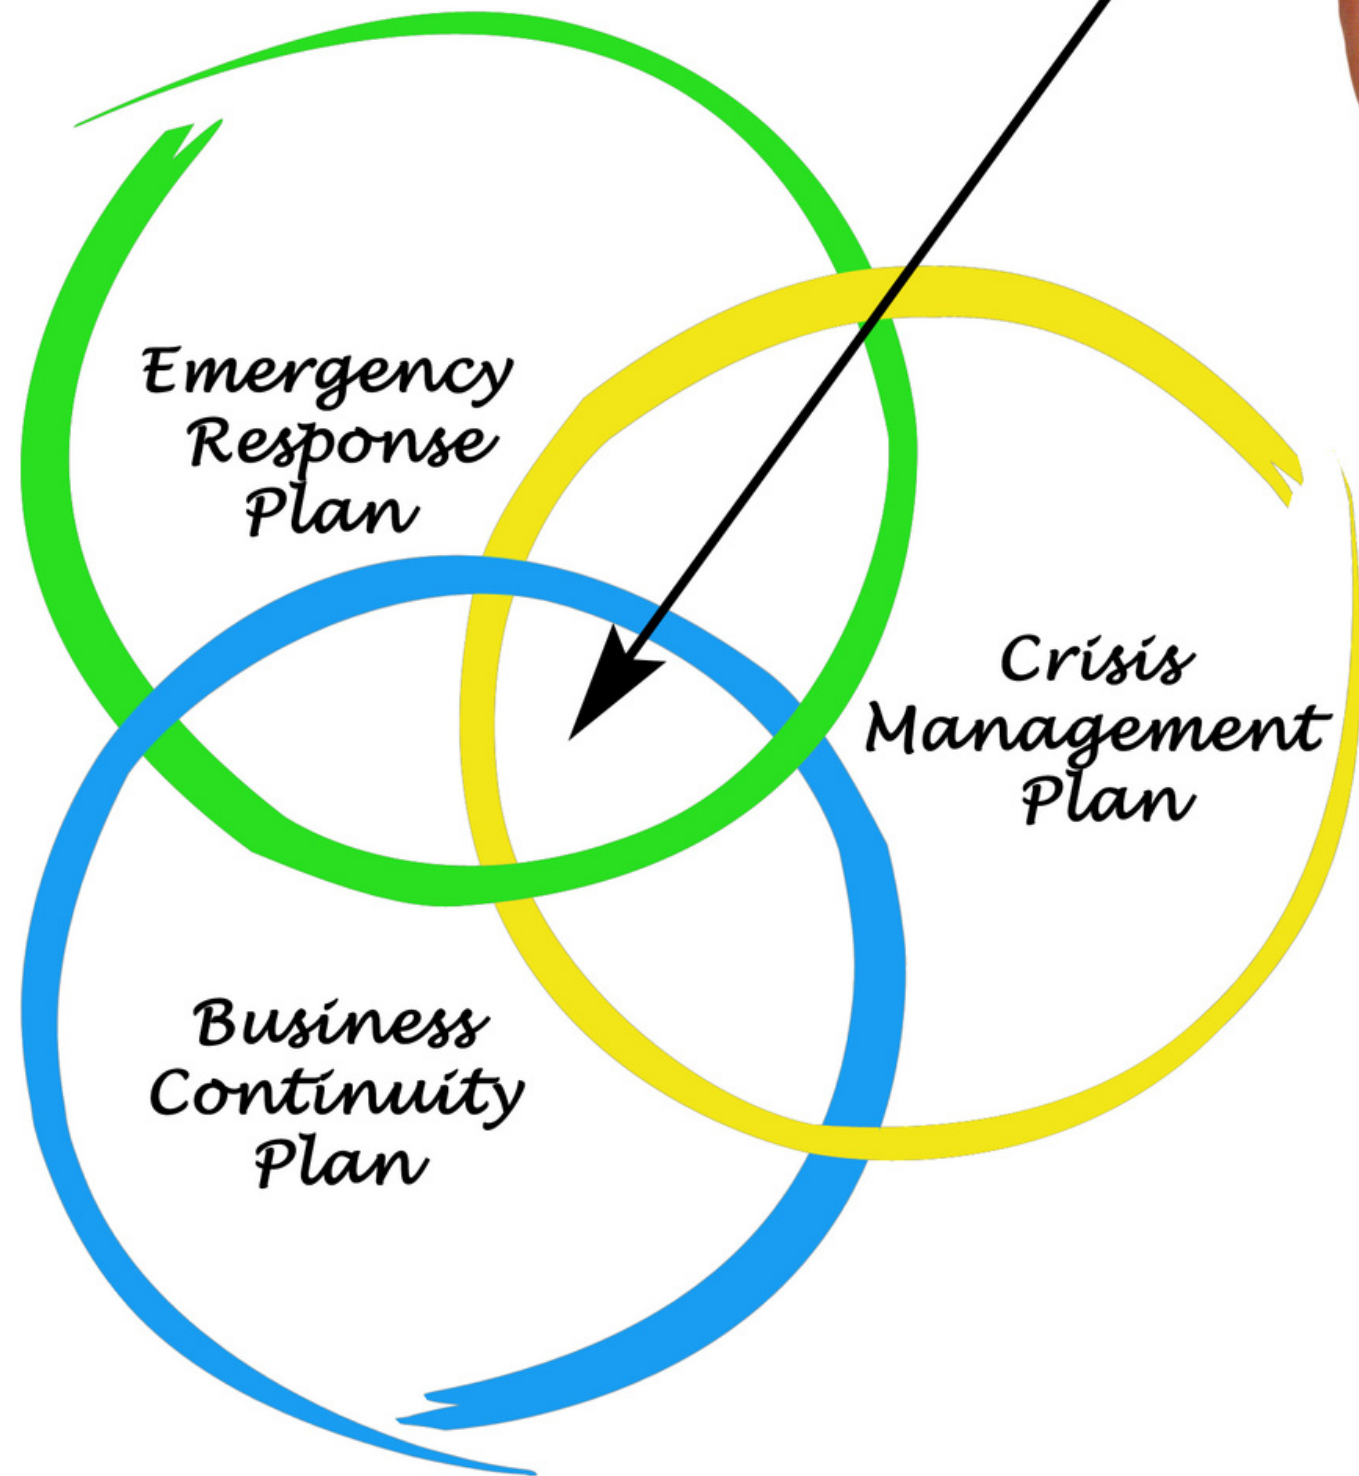 Emergency
Response
Plan
Crisis
Management
Plan
Business
Continuity
Plan